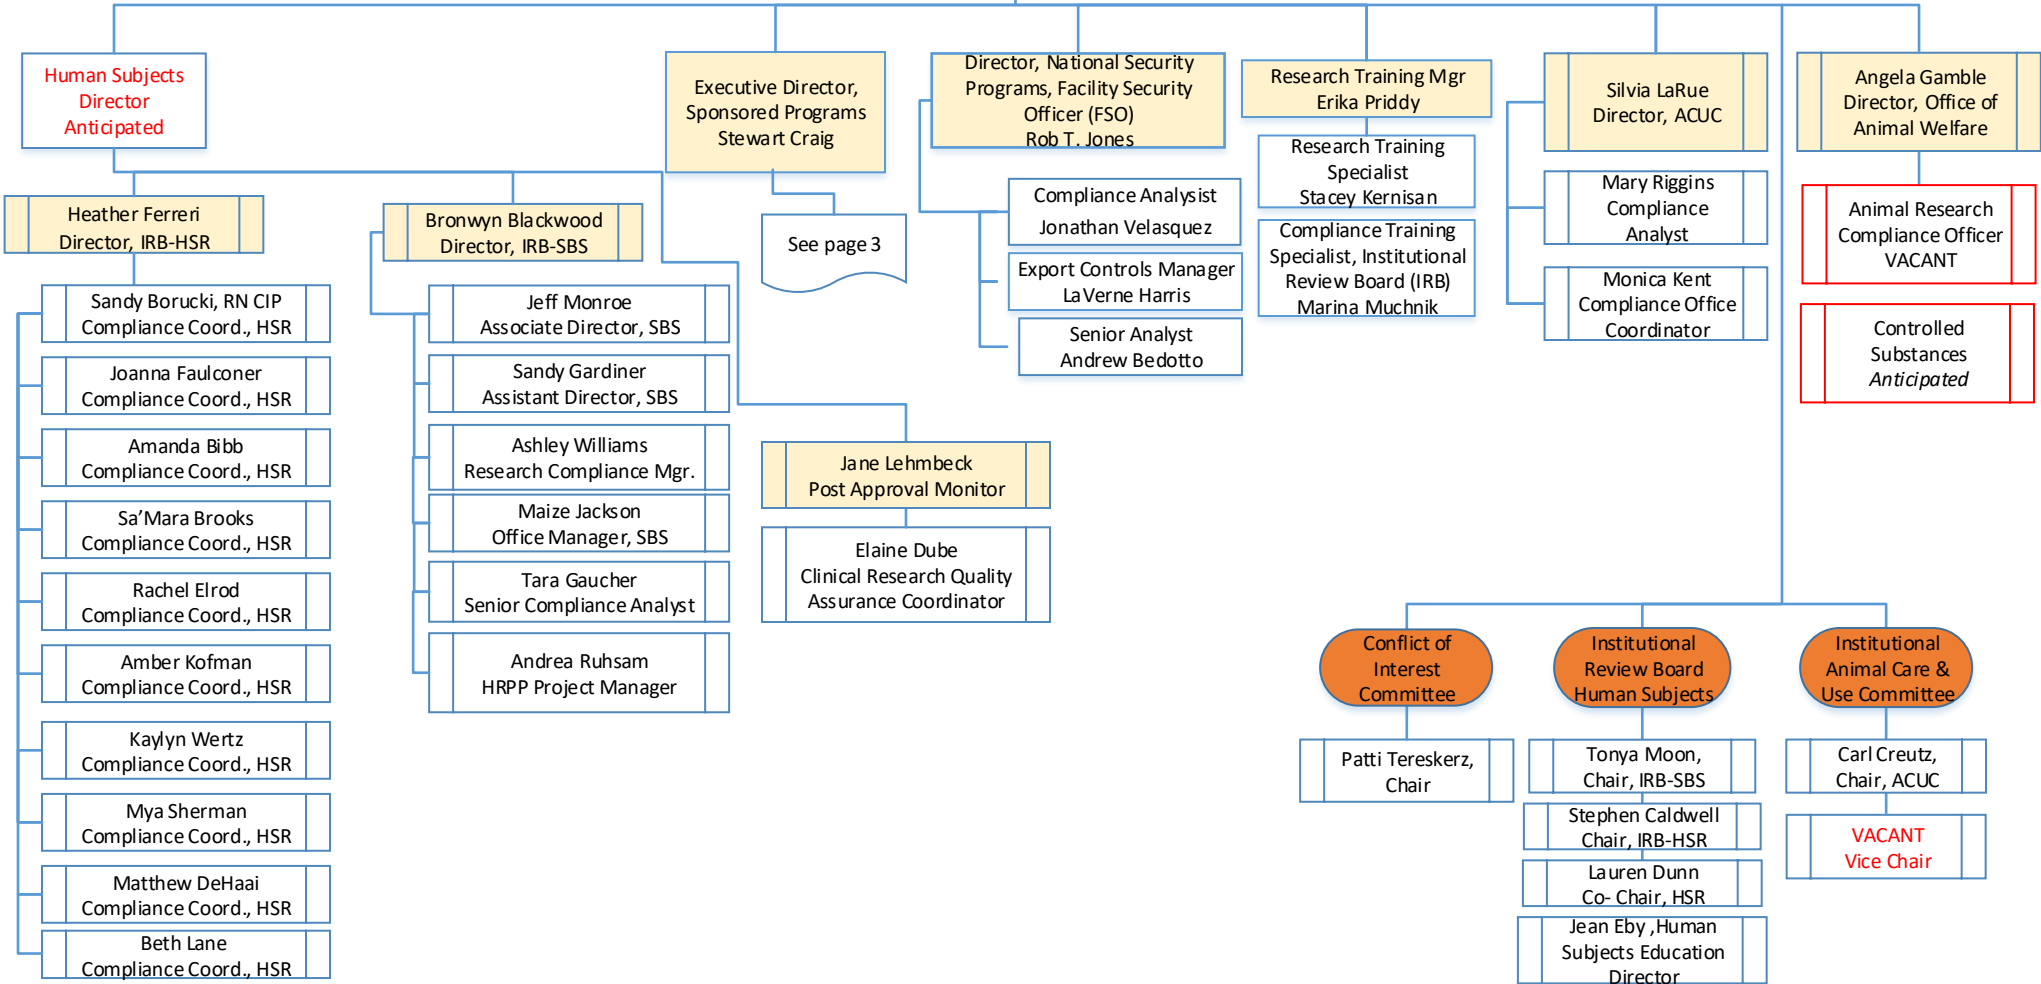 Human Subjects
Director
Anticipated
Executive Director,
Sponsored Programs
Stewart Craig
Director, National Security
Programs, Facility Security
Officer (FSO)
Rob T. Jones
Research Training Mgr
Erika Priddy
Silvia LaRue
Director, ACUC
Angela Gamble
Director, Office of
Animal Welfare
Heather Ferreri
Director, IRB-HSR
Sandy Borucki, RN CIP
Compliance Coord., HSR
Joanna Faulconer
Compliance Coord., HSR
Amanda Bibb
Compliance Coord., HSR
Sa’Mara Brooks
Compliance Coord., HSR
Rachel Elrod
Compliance Coord., HSR
Amber Kofman
Compliance Coord., HSR
Kaylyn Wertz
Compliance Coord., HSR
Mya Sherman
Compliance Coord., HSR
Matthew DeHaai
Compliance Coord., HSR
Beth Lane
Compliance Coord., HSR
Bronwyn Blackwood
Director, IRB-SBS
Jeff Monroe
Associate Director, SBS
Sandy Gardiner
Assistant Director, SBS
Ashley Williams
Research Compliance Mgr.
Maize Jackson
Office Manager, SBS
Tara Gaucher
Senior Compliance Analyst
Andrea Ruhsam
HRPP Project Manager
See page 3
Jane Lehmbeck
Post Approval Monitor
Elaine Dube
Clinical Research Quality
Assurance Coordinator
Compliance Analysist
Jonathan Velasquez
Export Controls Manager
LaVerne Harris
Senior Analyst
Andrew Bedotto
Research Training
Specialist
Stacey Kernisan
Compliance Training
Specialist, Institutional
Review Board (IRB)
Marina Muchnik
Mary Riggins
Compliance
Analyst
Monica Kent
Compliance Office
Coordinator
Animal Research
Compliance Officer
VACANT
Controlled
Substances
Anticipated
Conflict of
Interest
Committee
Patti Tereskerz,
Chair
Institutional
Review Board
Human Subjects
Tonya Moon,
Chair, IRB-SBS
Stephen Caldwell
Chair, IRB-HSR
Lauren Dunn
Co- Chair, HSR
Jean Eby ,Human
Subjects Education
Director
Institutional
Animal Care &
Use Committee
Carl Creutz,
Chair, ACUC
VACANT
Vice Chair